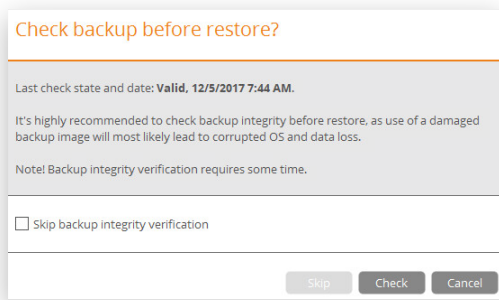 Check backup before restore?
Last check state and date: Valid, 12/5/2017 7:44 AM.
It's highly recommended to check backup integrity before restore, as use of a damaged
backup image will most likely lead to corrupted OS and data loss.
Note! Backup integrity verification requires some time.
Skip backup integrity verification
Skip Check Cancel